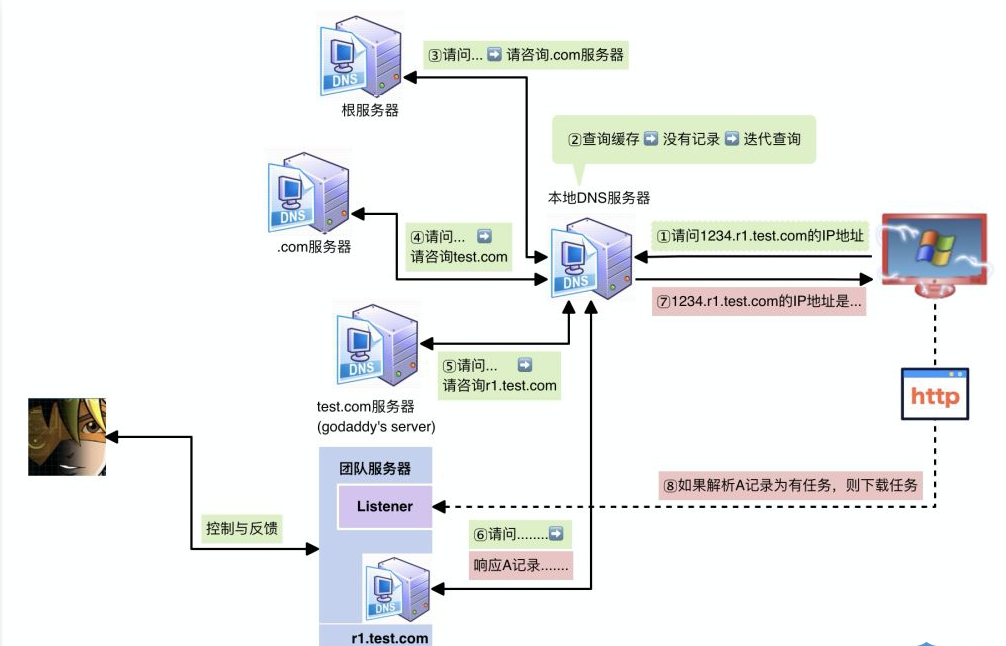 ③请问... ➡ 请咨询.com服务器
DNS
根服务器
②查询缓存 ➡ 没有记录 ➡ 迭代查询
DNS
.com服务器
本地DNS服务器
④请问... ➡
请咨询test.com
DNS
①请问1234.r1.test.com的IP地址
⑦1234.r1.test.com的IP地址是...
DNS
⑤请问... ➡
请咨询r1.test.com
http
test.com服务器
(godaddy's server)
团队服务器
Listener
⑧如果解析A记录为有任务，则下载任务
控制与反馈
⑥请问........➡
响应A记录.......
DNS
r1.test.com